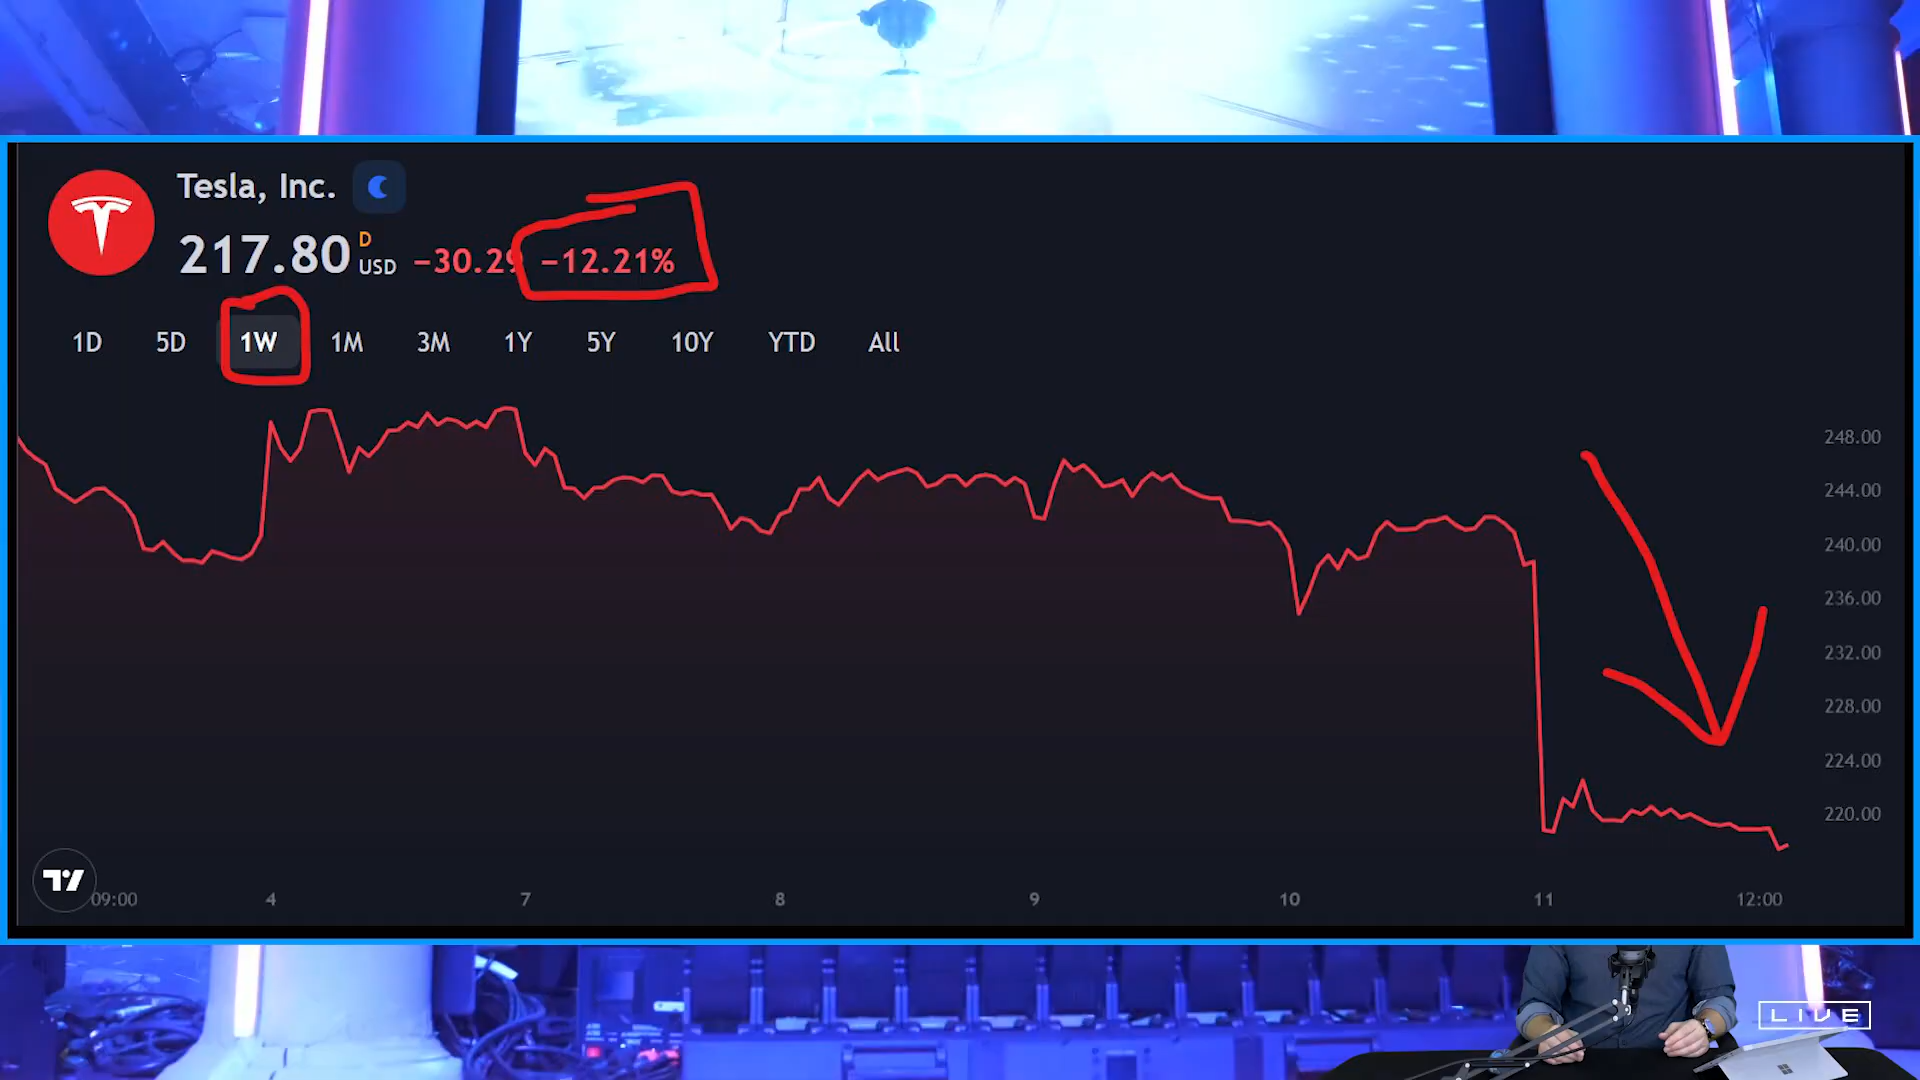 Tesla, Inc.
217.80 D USD −30.29 −12.21%
1D 5D 1W 1M 3M 1Y 5Y 10Y YTD All
248.00
244.00
240.00
236.00
232.00
228.00
224.00
220.00
09:00 4 7 8 9 10 11 12:00
LIVE